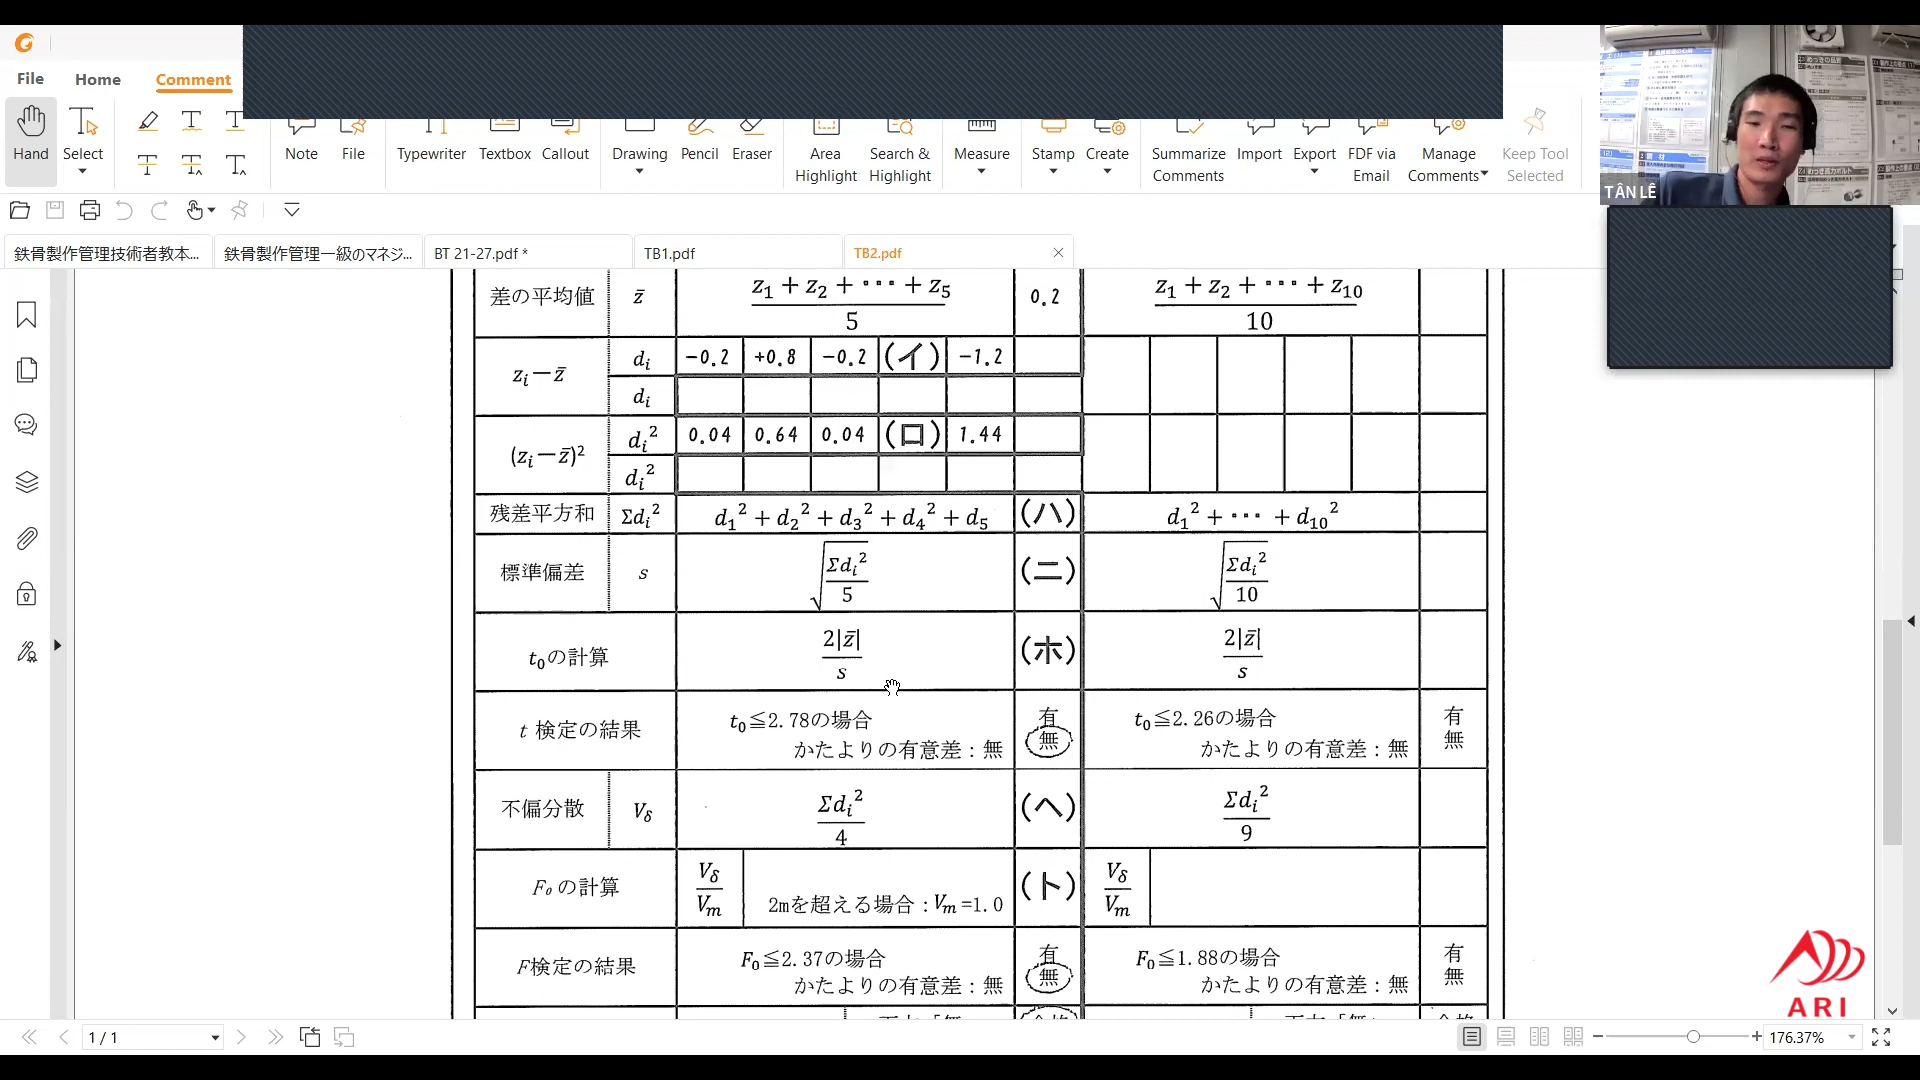 File Home Comment
Hand Select Note File Typewriter Textbox Callout Drawing Pencil Eraser Area Highlight Search & Highlight Measure Stamp Create Summarize Comments Import Export FDF via Email Manage Comments Keep Tool Selected
TÂN LÊ
鉄骨製作管理技術者教本... 鉄骨製作管理一級のマネジ... BT 21-27.pdf * TB1.pdf TB2.pdf
差の平均値 z̄ (z₁ + z₂ + ··· + z₅)/5 0.2 (z₁ + z₂ + ··· + z₁₀)/10
zᵢ－z̄ dᵢ －0.2 +0.8 －0.2 (イ) －1.2
dᵢ
(zᵢ－z̄)² dᵢ² 0.04 0.64 0.04 (ロ) 1.44
dᵢ²
残差平方和 Σdᵢ² d₁² + d₂² + d₃² + d₄² + d₅ (ハ) d₁² + ··· + d₁₀²
標準偏差 s √(Σdᵢ²/5) (ニ) √(Σdᵢ²/10)
t₀の計算 2|z̄|/s (ホ) 2|z̄|/s
t 検定の結果 t₀≦2.78の場合 かたよりの有意差：無 有 無 t₀≦2.26の場合 かたよりの有意差：無 有 無
不偏分散 Vδ Σdᵢ²/4 (ヘ) Σdᵢ²/9
F₀ の計算 Vδ/Vm 2mを超える場合：Vm =1.0 (ト) Vδ/Vm
F検定の結果 F₀≦2.37の場合 かたよりの有意差：無 有 無 F₀≦1.88の場合 かたよりの有意差：無 有 無
ARI
1 / 1 176.37%